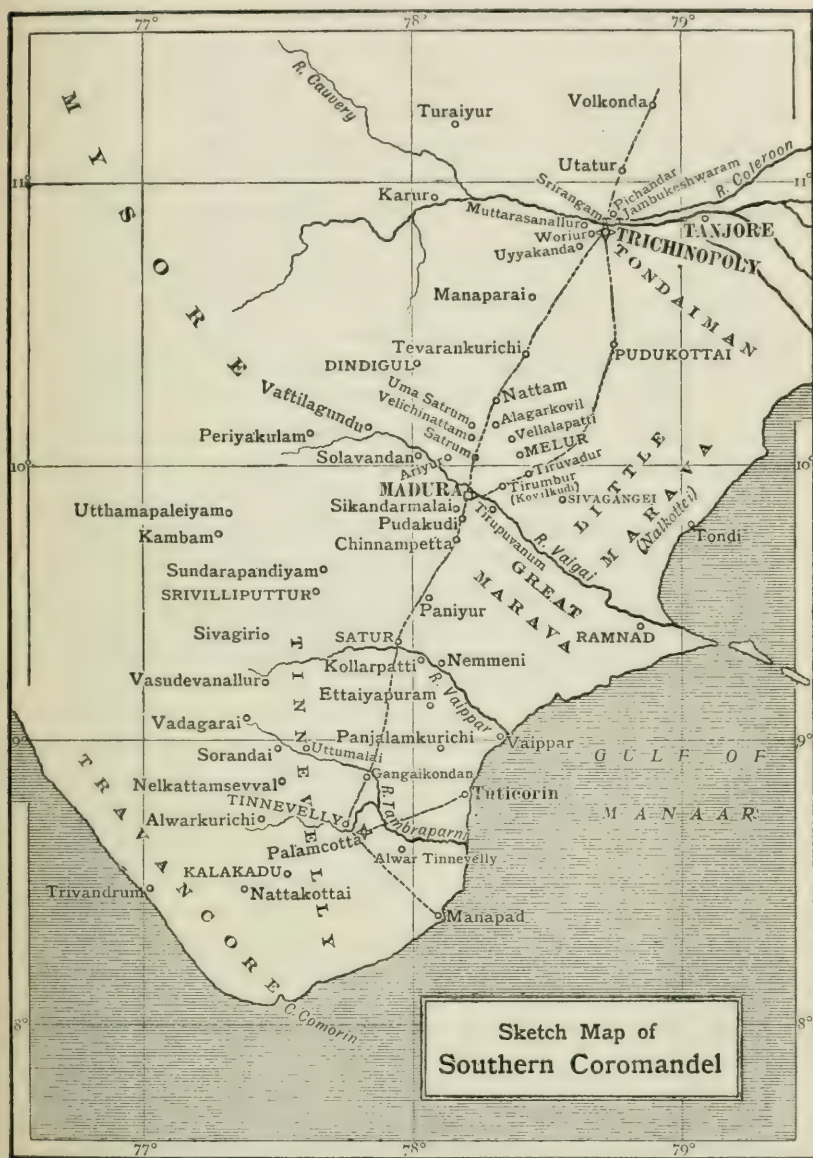 77°
78°
79°
MYSORE
R. Cauvery
Turaiyur
Volkonda
Utatur
11°
11°
Karur
Srirangam
Pichandar
Jambukeshwaram
R. Coleroon
Muttarasanallur
Woriur
Uyyakanda
TRICHINOPOLY
TANJORE
TONDAIMAN
Manaparai
Tevarankurichi
PUDUKOTTAI
DINDIGUL
Uma Satrum
Velichinattam
Satrum
Nattam
Alagarkovil
Vellalapatti
MELUR
Vaftilagundu
Periyakulam
10°
10°
Solavandan
Ariyur
Tiruvadur
Tirumbur
(Kovilkudi)
SIVAGANGEI
MADURA
LITTLE
MARAVA
(Nalkottei)
Sikandarmalai
Pudakudi
Tirupuvanum
Chinnampetta
R. Vaigai
Tondi
Utthamapaleiyam
Kambam
GREAT
MARAVA
Sundarapandiyam
SRIVILLIPUTTUR
Paniyur
RAMNAD
Sivagiri
SATUR
Kollarpatti
Nemmeni
Vasudevanallur
Ettaiyapuram
R. Vaippar
TINNEVELLY
Vadagarai
Panjalamkurichi
Vaippar
9°
9°
Sorandai
Uttumalai
GULF OF
MANAAR
Nelkattamsevval
Gangaikondan
TINNEVELLY
Tuticorin
R. Tambraparni
Alwarkurichi
Palamcotta
Alwar Tinnevelly
KALAKADU
Trivandrum
Nattakottai
Manapad
TRAVANCORE
C. Comorin
8°
8°
Sketch Map of
Southern Coromandel
77°
78°
79°